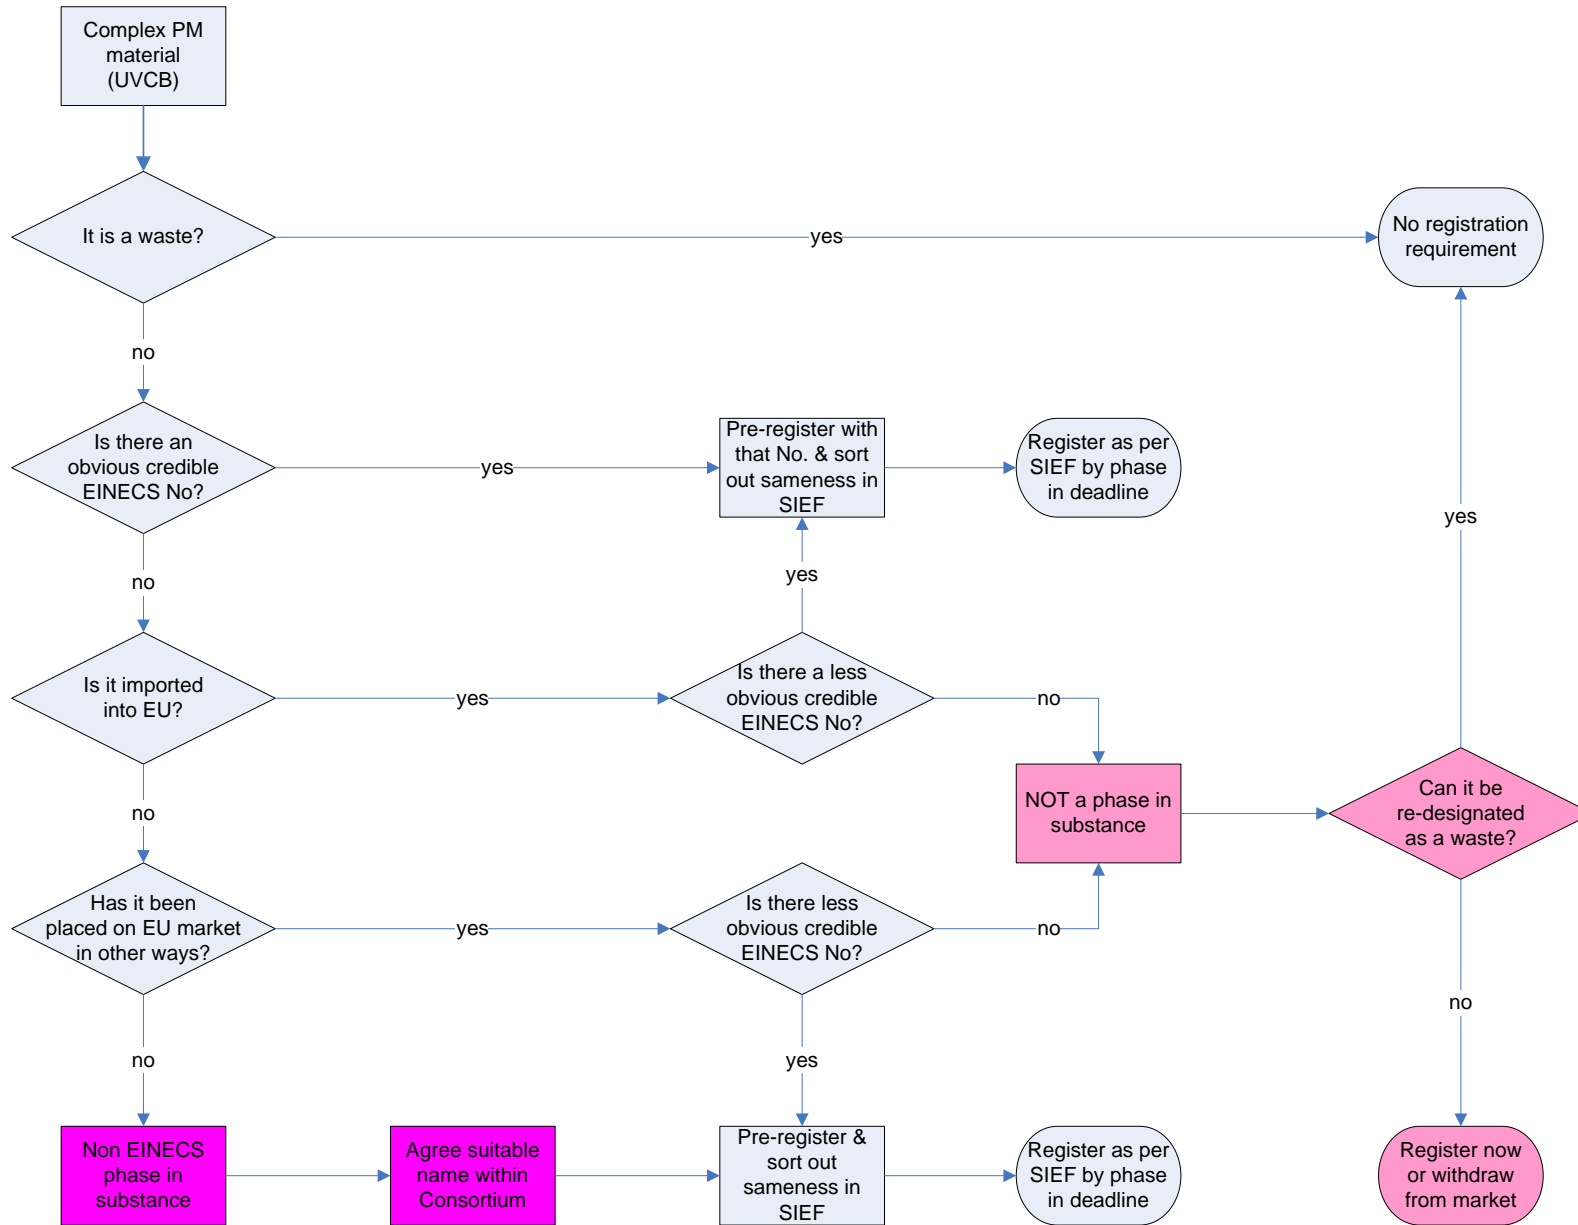 Complex PM
material
(UVCB)
It is a waste?
yes
No registration
requirement
no
Is there an
obvious credible
EINECS No?
yes
Pre-register with
that No. & sort
out sameness in
SIEF
Register as per
SIEF by phase
in deadline
yes
no
yes
Is it imported
into EU?
yes
Is there a less
obvious credible
EINECS No?
no
NOT a phase in
substance
Can it be
re-designated
as a waste?
no
Has it been
placed on EU market
in other ways?
yes
Is there less
obvious credible
EINECS No?
no
no
no
yes
Non EINECS
phase in
substance
Agree suitable
name within
Consortium
Pre-register &
sort out
sameness in
SIEF
Register as per
SIEF by phase
in deadline
Register now
or withdraw
from market